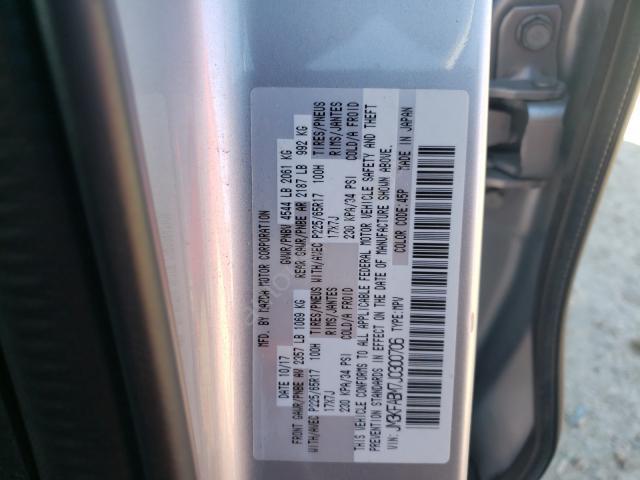 MFD. BY MAZDA MOTOR CORPORATION
DATE 10/17 GVWR/PNBV 4544 LB 2061 KG
FRONT GAWR/PNBE AV 2357 LB 1069 KG REAR GAWR/PNBE AR 2187 LB 992 KG
WITH/AVEC P225/65R17 100H TIRES/PNEUS WITH/AVEC P225/65R17 100H TIRES/PNEUS
17X7J RIMS/JANTES 17X7J RIMS/JANTES
230 KPA/34 PSI COLD/A FROID 230 KPA/34 PSI COLD/A FROID
THIS VEHICLE CONFORMS TO ALL APPLICABLE FEDERAL MOTOR VEHICLE SAFETY AND THEFT
PREVENTION STANDARDS IN EFFECT ON THE DATE OF MANUFACTURE SHOWN ABOVE.
VIN: JM3KFABM7J0300706 TYPE: MPV COLOR CODE: 45P MADE IN JAPAN